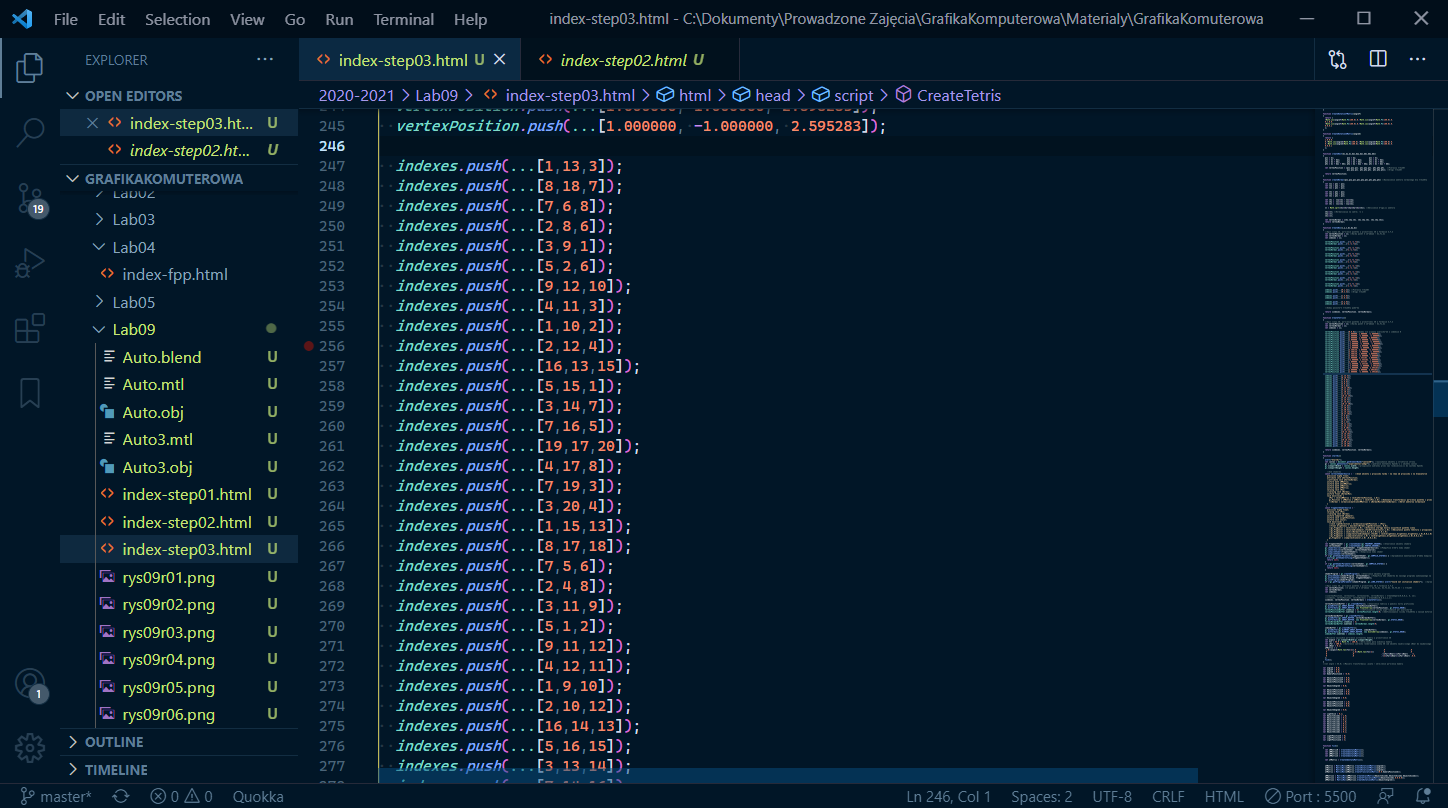 File Edit Selection View Go Run Terminal Help index-step03.html - C:\Dokumenty\Prowadzone Zajęcia\GrafikaKomputerowa\Materialy\GrafikaKomuterowa
EXPLORER ...
OPEN EDITORS
index-step03.ht... U
index-step02.ht... U
GRAFIKAKOMUTEROWA
Lab02
Lab03
Lab04
index-fpp.html
Lab05
Lab09
Auto.blend U
Auto.mtl U
Auto.obj U
Auto3.mtl U
Auto3.obj U
index-step01.html U
index-step02.html U
index-step03.html U
rys09r01.png U
rys09r02.png U
rys09r03.png U
rys09r04.png U
rys09r05.png U
rys09r06.png U
OUTLINE
TIMELINE
19
1
index-step03.html U index-step02.html U
2020-2021 > Lab09 > index-step03.html > html > head > script > CreateTetris
245 vertexPosition.push(...[1.000000, -1.000000, 2.595283]);
246
247 indexes.push(...[1,13,3]);
248 indexes.push(...[8,18,7]);
249 indexes.push(...[7,6,8]);
250 indexes.push(...[2,8,6]);
251 indexes.push(...[3,9,1]);
252 indexes.push(...[5,2,6]);
253 indexes.push(...[9,12,10]);
254 indexes.push(...[4,11,3]);
255 indexes.push(...[1,10,2]);
256 indexes.push(...[2,12,4]);
257 indexes.push(...[16,13,15]);
258 indexes.push(...[5,15,1]);
259 indexes.push(...[3,14,7]);
260 indexes.push(...[7,16,5]);
261 indexes.push(...[19,17,20]);
262 indexes.push(...[4,17,8]);
263 indexes.push(...[7,19,3]);
264 indexes.push(...[3,20,4]);
265 indexes.push(...[1,15,13]);
266 indexes.push(...[8,17,18]);
267 indexes.push(...[7,5,6]);
268 indexes.push(...[2,4,8]);
269 indexes.push(...[3,11,9]);
270 indexes.push(...[5,1,2]);
271 indexes.push(...[9,11,12]);
272 indexes.push(...[4,12,11]);
273 indexes.push(...[1,9,10]);
274 indexes.push(...[2,10,12]);
275 indexes.push(...[16,14,13]);
276 indexes.push(...[5,16,15]);
277 indexes.push(...[3,13,14]);
master* 0 0 Quokka Ln 246, Col 1 Spaces: 2 UTF-8 CRLF HTML Port : 5500